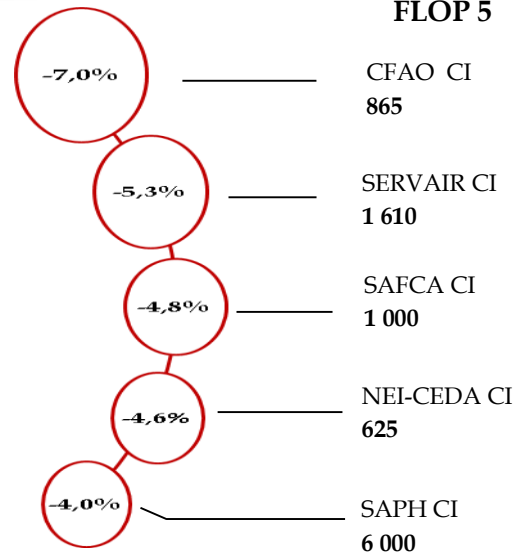 FLOP 5
-7,0%
CFAO CI
865
-5,3%
SERVAIR CI
1 610
-4,8%
SAFCA CI
1 000
-4,6%
NEI-CEDA CI
625
-4,0%
SAPH CI
6 000